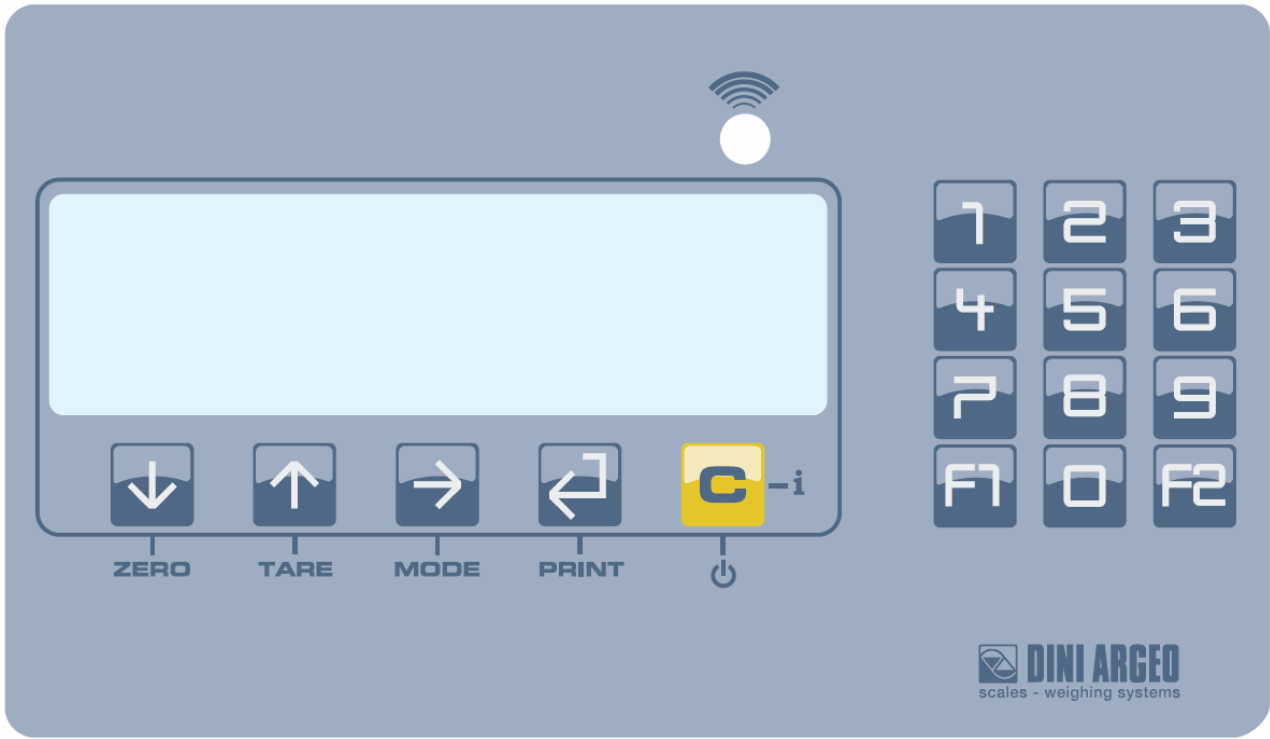 1 2 3
4 5 6
7 8 9
F1 0 F2
C i
ZERO TARE MODE PRINT
DINI ARGEO
scales - weighing systems